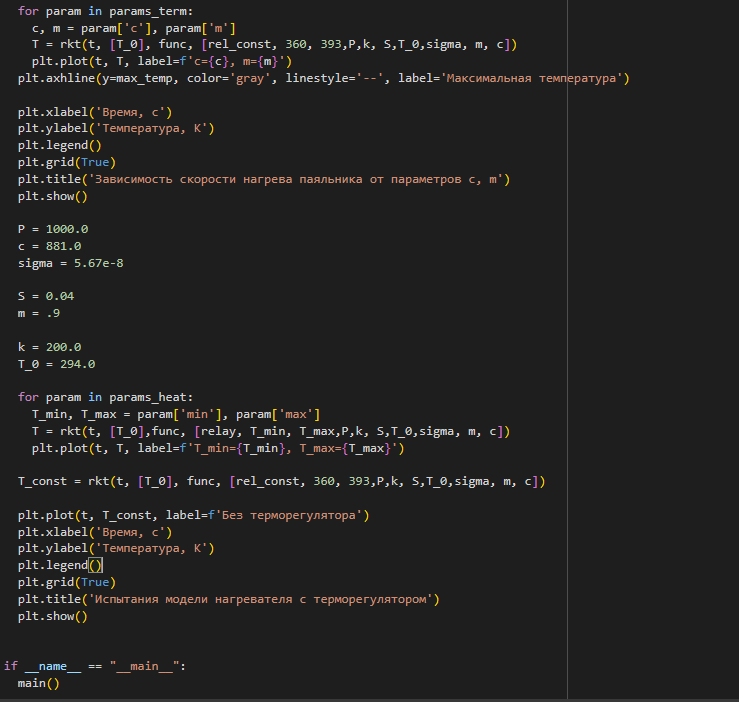 for param in params_term:
c, m = param['c'], param['m']
T = rkt(t, [T_0], func, [rel_const, 360, 393,P,k, S,T_0,sigma, m, c])
plt.plot(t, T, label=f'c={c}, m={m}')
plt.axhline(y=max_temp, color='gray', linestyle='--', label='Максимальная температура')
plt.xlabel('Время, с')
plt.ylabel('Температура, К')
plt.legend()
plt.grid(True)
plt.title('Зависимость скорости нагрева паяльника от параметров c, m')
plt.show()
P = 1000.0
c = 881.0
sigma = 5.67e-8
S = 0.04
m = .9
k = 200.0
T_0 = 294.0
for param in params_heat:
T_min, T_max = param['min'], param['max']
T = rkt(t, [T_0],func, [relay, T_min, T_max,P,k, S,T_0,sigma, m, c])
plt.plot(t, T, label=f'T_min={T_min}, T_max={T_max}')
T_const = rkt(t, [T_0], func, [rel_const, 360, 393,P,k, S,T_0,sigma, m, c])
plt.plot(t, T_const, label=f'Без терморегулятора')
plt.xlabel('Время, с')
plt.ylabel('Температура, К')
plt.legend()
plt.grid(True)
plt.title('Испытания модели нагревателя с терморегулятором')
plt.show()
if __name__ == "__main__":
main()